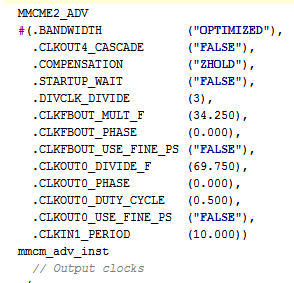 MMCME2_ADV
#(.BANDWIDTH ("OPTIMIZED"),
.CLKOUT4_CASCADE ("FALSE"),
.COMPENSATION ("ZHOLD"),
.STARTUP_WAIT ("FALSE"),
.DIVCLK_DIVIDE (3),
.CLKFBOUT_MULT_F (34.250),
.CLKFBOUT_PHASE (0.000),
.CLKFBOUT_USE_FINE_PS ("FALSE"),
.CLKOUT0_DIVIDE_F (69.750),
.CLKOUT0_PHASE (0.000),
.CLKOUT0_DUTY_CYCLE (0.500),
.CLKOUT0_USE_FINE_PS ("FALSE"),
.CLKIN1_PERIOD (10.000))
mmcm_adv_inst
// Output clocks